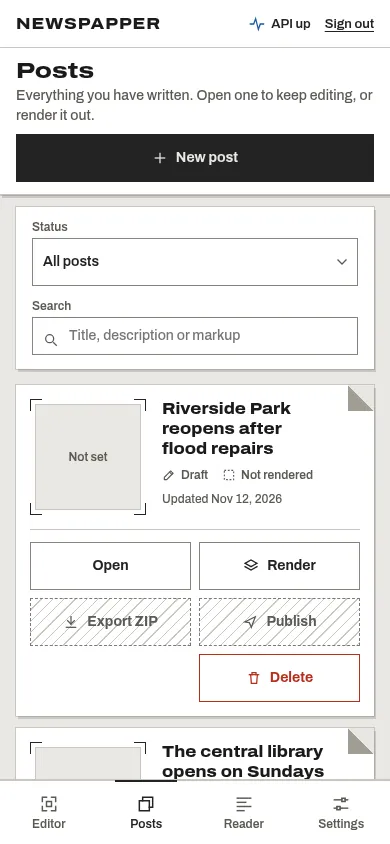 NEWSPAPPER
API up
Sign out
Posts
Everything you have written. Open one to keep editing, or
render it out.
New post
Status
All posts
Search
Title, description or markup
Not set
Riverside Park
reopens after
flood repairs
Draft
Not rendered
Updated Nov 12, 2026
Open
Render
Export ZIP
Publish
Delete
The central library
opens on Sundays
Editor
Posts
Reader
Settings